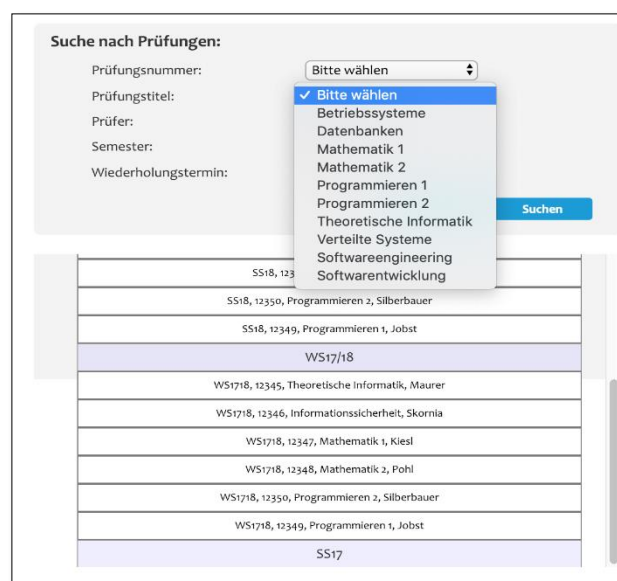 Suche nach Prüfungen:
Prüfungsnummer: Bitte wählen
Prüfungstitel: ✓ Bitte wählen
Betriebssysteme
Prüfer:
Datenbanken
Semester:
Mathematik 1
Mathematik 2
Wiederholungstermin:
Programmieren 1
Programmieren 2
Suchen
Theoretische Informatik
Verteilte Systeme
Softwareengineering
Softwarentwicklung
SS18, 123
SS18, 12350, Programmieren 2, Silberbauer
SS18, 12349, Programmieren 1, Jobst
WS17/18
WS1718, 12345, Theoretische Informatik, Maurer
WS1718, 12346, Informationssicherheit, Skornia
WS1718, 12347, Mathematik 1, Kiesl
WS1718, 12348, Mathematik 2, Pohl
WS1718, 12350, Programmieren 2, Silberbauer
WS1718, 12349, Programmieren 1, Jobst
SS17